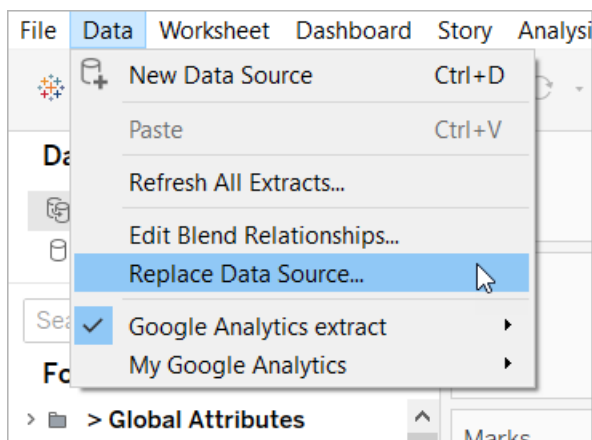 File Data Worksheet Dashboard Story Analysi
New Data Source Ctrl+D
Paste Ctrl+V
Da
Refresh All Extracts...
Edit Blend Relationships...
Replace Data Source...
Sea
Google Analytics extract
My Google Analytics
Fo
> Global Attributes
Marks